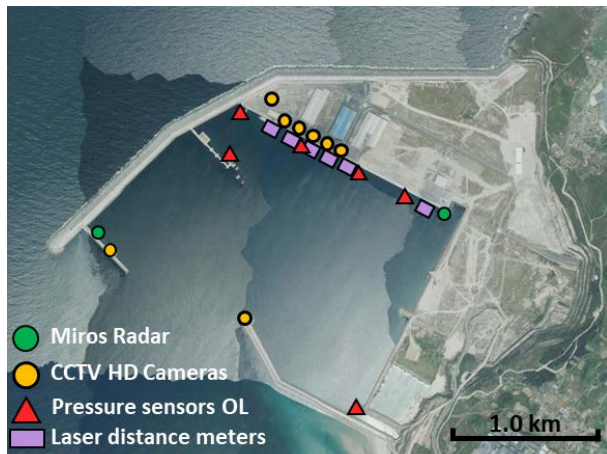 Miros Radar
CCTV HD Cameras
Pressure sensors OL
Laser distance meters
1.0 km